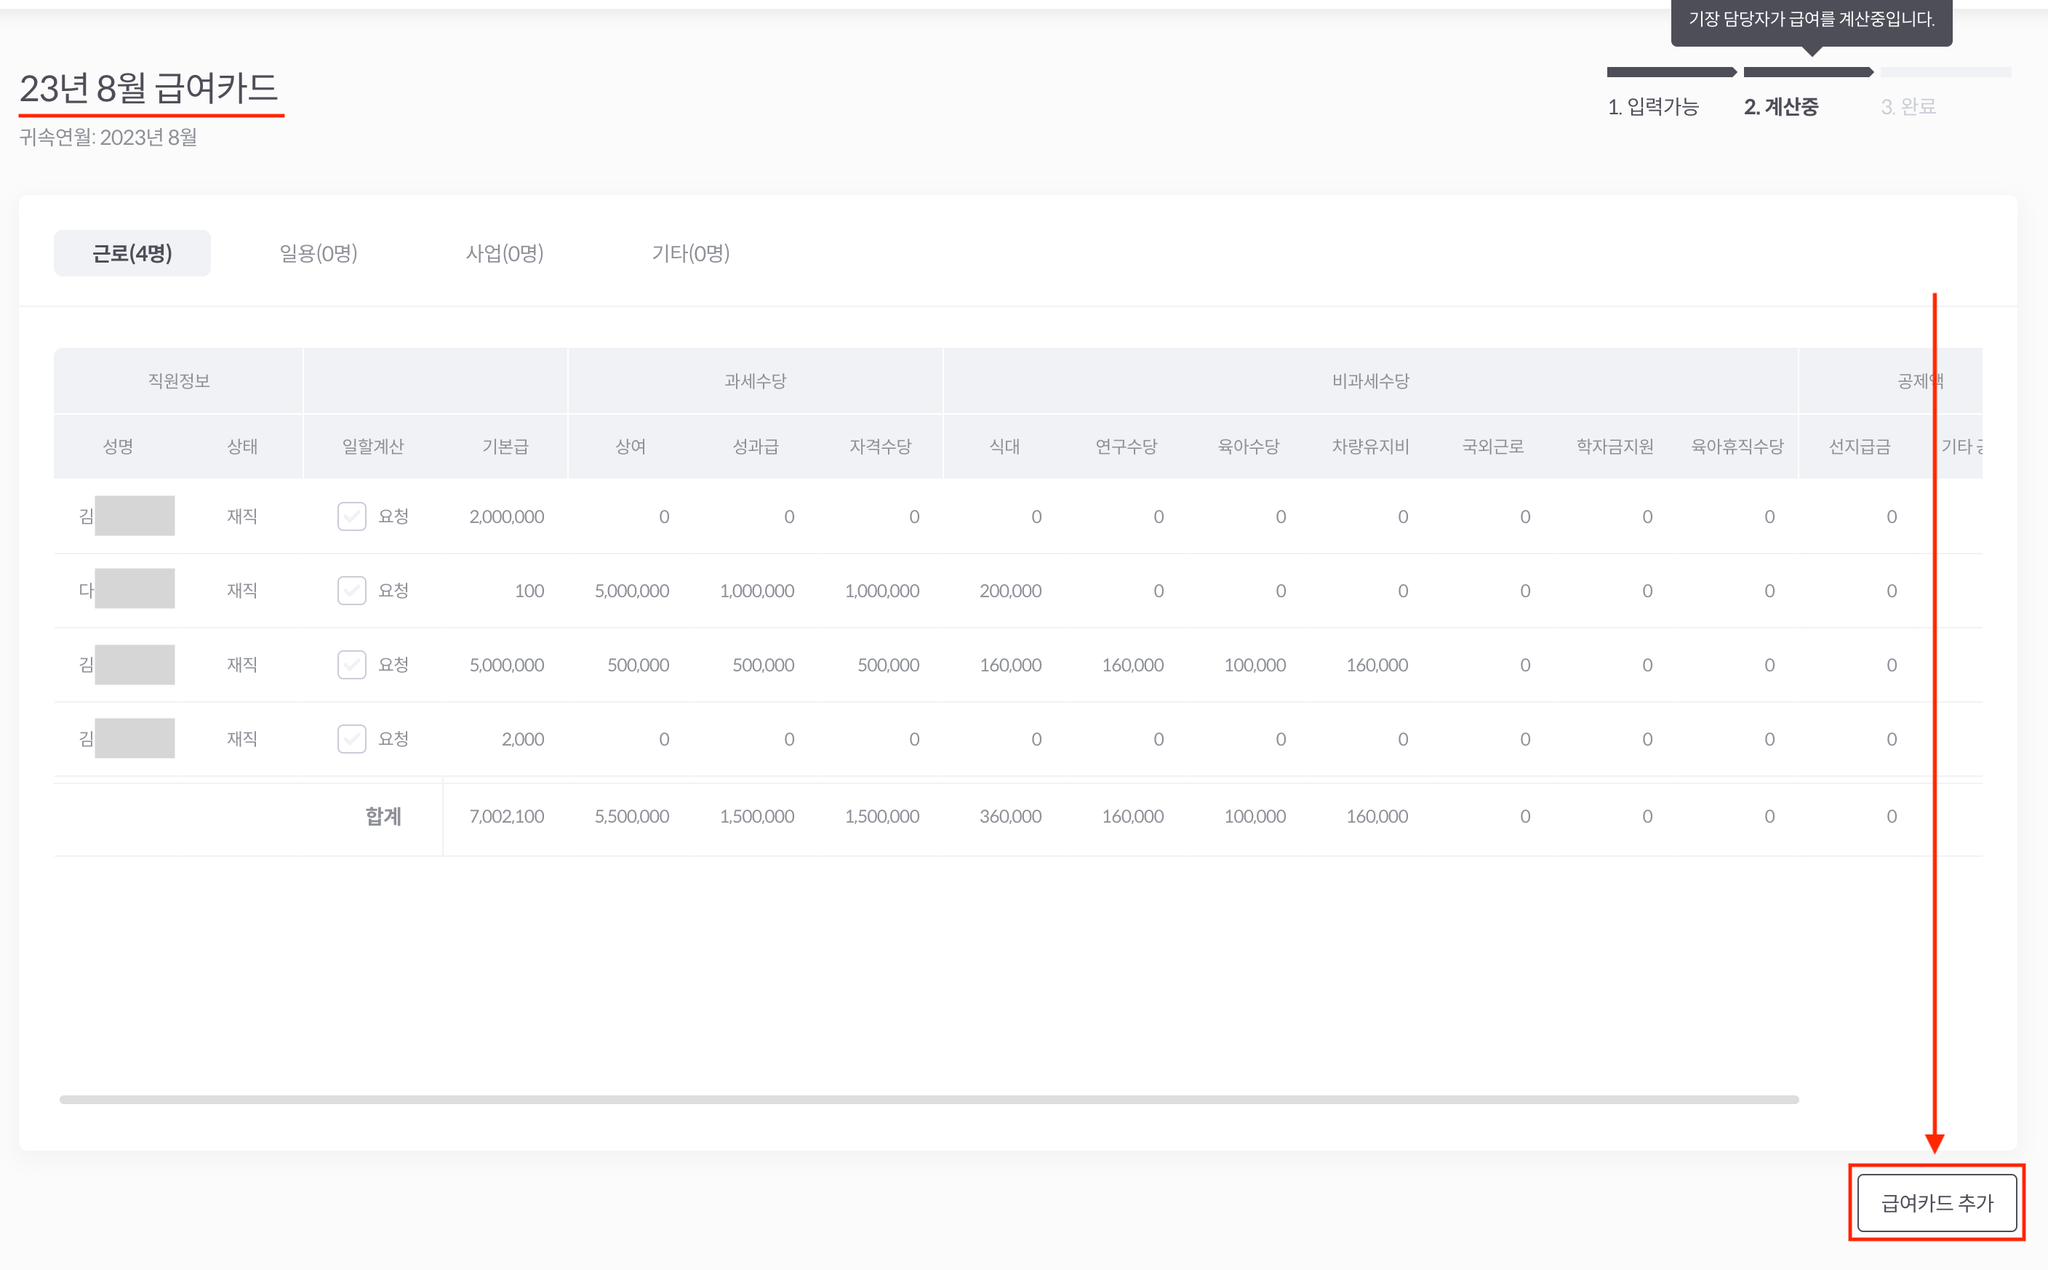 기장 담당자가 급여를 계산중입니다.
23년 8월 급여카드
1. 입력가능 2. 계산중 3. 완료
귀속연월: 2023년 8월
근로(4명) 일용(0명) 사업(0명) 기타(0명)
직원정보 과세수당 비과세수당 공제액
성명 상태 일할계산 기본급 상여 성과급 자격수당 식대 연구수당 육아수당 차량유지비 국외근로 학자금지원 육아휴직수당 선지급금 기타
김 재직 요청 2,000,000 0 0 0 0 0 0 0 0 0 0 0
다 재직 요청 100 5,000,000 1,000,000 1,000,000 200,000 0 0 0 0 0 0 0
김 재직 요청 5,000,000 500,000 500,000 500,000 160,000 160,000 100,000 160,000 0 0 0 0
김 재직 요청 2,000 0 0 0 0 0 0 0 0 0 0 0
합계 7,002,100 5,500,000 1,500,000 1,500,000 360,000 160,000 100,000 160,000 0 0 0 0
급여카드 추가